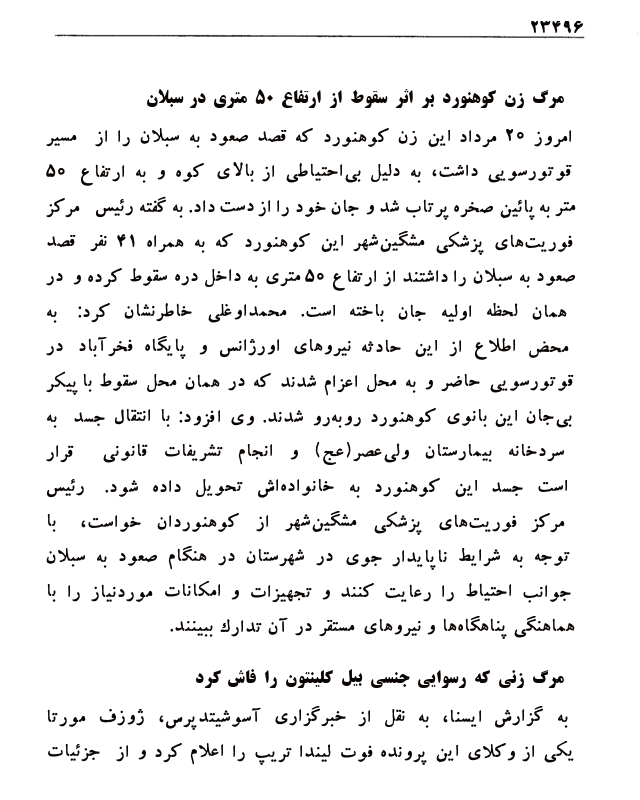 ۲۳۴۹۶
مرگ زن کوهنورد بر اثر سقوط از ارتفاع ۵۰ متری در سبلان
امروز ۲۰ مرداد این زن کوهنورد که قصد صعود به سبلان را از مسیر
قوتورسویی داشت، به دلیل بی‌احتیاطی از بالای کوه و به ارتفاع ۵۰
متر به پائین صخره پرتاب شد و جان خود را از دست داد. به گفته رئیس مرکز
فوریت‌های پزشکی مشگین‌شهر این کوهنورد که به همراه ۴۱ نفر قصد
صعود به سبلان را داشتند از ارتفاع ۵۰ متری به داخل دره سقوط کرده و در
همان لحظه اولیه جان باخته است. محمداوغلی خاطرنشان کرد: به
محض اطلاع از این حادثه نیروهای اورژانس و پایگاه فخرآباد در
قوتورسویی حاضر و به محل اعزام شدند که در همان محل سقوط با پیکر
بی‌جان این بانوی کوهنورد روبه‌رو شدند. وی افزود: با انتقال جسد به
سردخانه بیمارستان ولی‌عصر(عج) و انجام تشریفات قانونی قرار
است جسد این کوهنورد به خانواده‌اش تحویل داده شود. رئیس
مرکز فوریت‌های پزشکی مشگین‌شهر از کوهنوردان خواست، با
توجه به شرایط ناپایدار جوی در شهرستان در هنگام صعود به سبلان
جوانب احتیاط را رعایت کنند و تجهیزات و امکانات موردنیاز را با
هماهنگی پناهگاه‌ها و نیروهای مستقر در آن تدارك ببینند.
مرگ زنی که رسوایی جنسی بیل کلینتون را فاش کرد
به گزارش ایسنا، به نقل از خبرگزاری آسوشیتدپرس، ژوزف مورتا
یکی از وکلای این پرونده فوت لیندا تریپ را اعلام کرد و از جزئیات